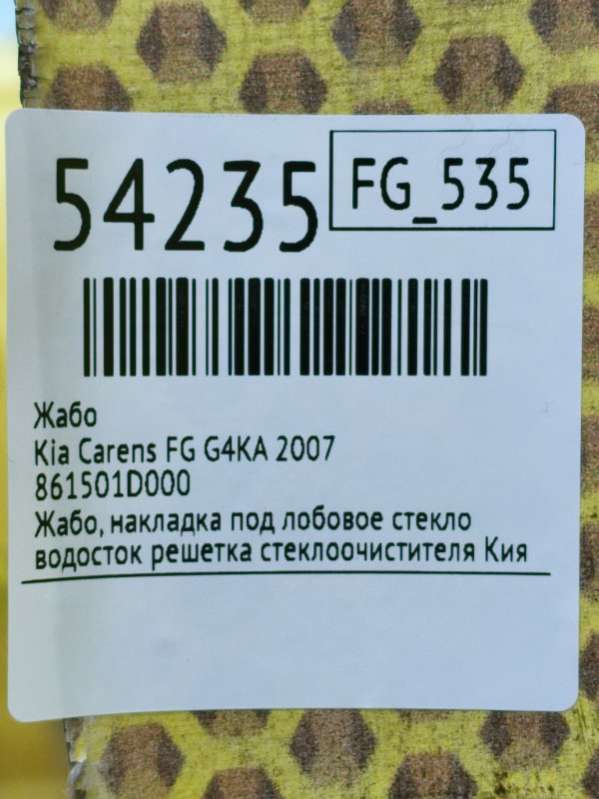 54235
FG_535
Жабо
Kia Carens FG G4KA 2007
861501D000
Жабо, накладка под лобовое стекло
водосток решетка стеклоочистителя Кия